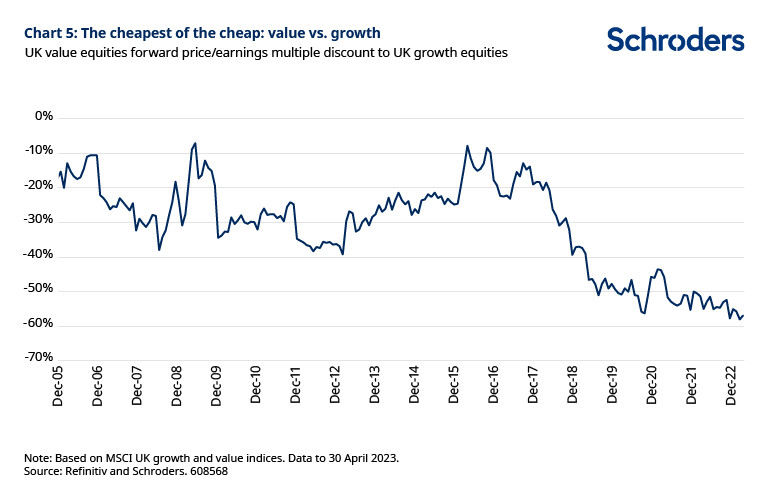 Chart 5: The cheapest of the cheap: value vs. growth
UK value equities forward price/earnings multiple discount to UK growth equities
Schroders
0%
-10%
-20%
-30%
-40%
-50%
-60%
-70%
Dec-05
Dec-06
Dec-07
Dec-08
Dec-09
Dec-10
Dec-11
Dec-12
Dec-13
Dec-14
Dec-15
Dec-16
Dec-17
Dec-18
Dec-19
Dec-20
Dec-21
Dec-22
Note: Based on MSCI UK growth and value indices. Data to 30 April 2023.
Source: Refinitiv and Schroders. 608568